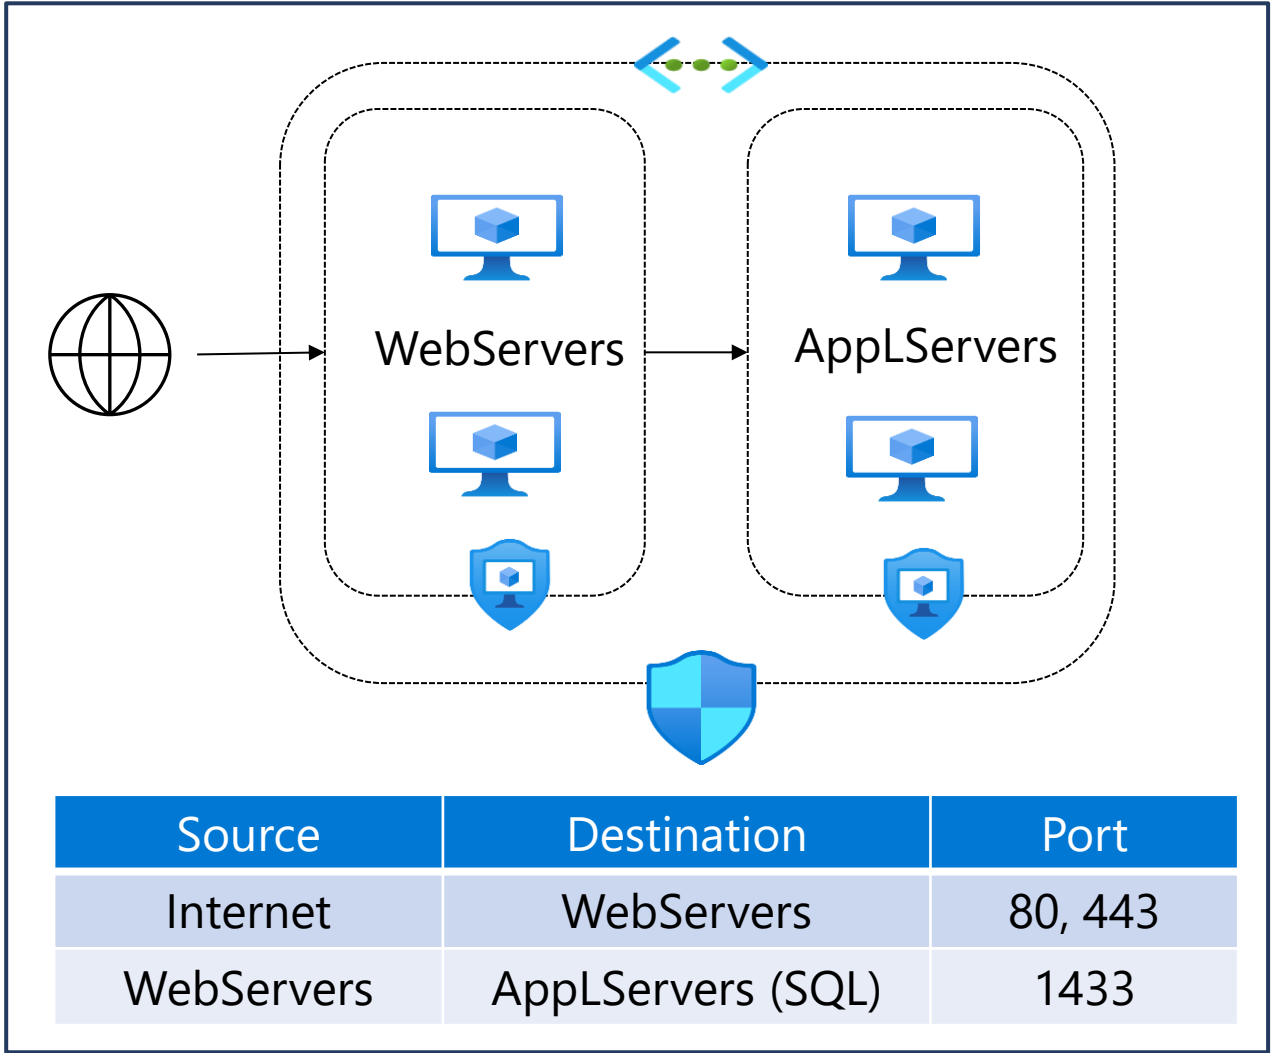 WebServers
AppLServers
Source Destination Port
Internet WebServers 80, 443
WebServers AppLServers (SQL) 1433